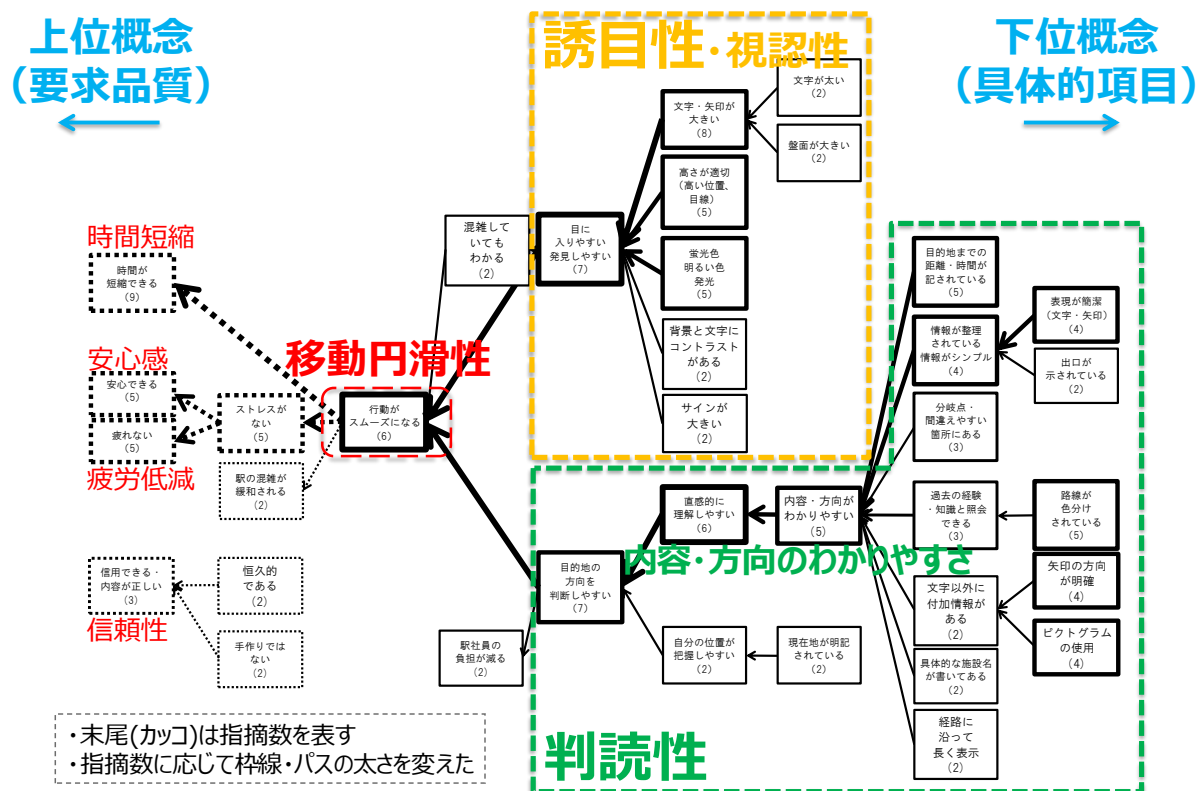 上位概念
（要求品質）
誘目性・視認性
下位概念
（具体的項目）
文字が太い
(2)
文字・矢印が
大きい
(8)
盤面が大きい
(2)
高さが適切
(高い位置、
目線)
(5)
混雑して
いても
わかる
(2)
目に
入りやすい
発見しやすい
(7)
蛍光色
明るい色
発光
(5)
背景と文字に
コントラスト
がある
(2)
サインが
大きい
(2)
時間短縮
時間が
短縮できる
(9)
安心感
安心できる
(5)
疲れない
(5)
疲労低減
ストレスが
ない
(5)
駅の混雑が
緩和される
(2)
移動円滑性
行動が
スムーズになる
(6)
信用できる・
内容が正しい
(3)
信頼性
恒久的
である
(2)
手作りでは
ない
(2)
目的地の
方向を
判断しやすい
(7)
駅社員の
負担が減る
(2)
直感的に
理解しやすい
(6)
内容・方向が
わかりやすい
(5)
内容・方向のわかりやすさ
自分の位置が
把握しやすい
(2)
現在地が明記
されている
(2)
目的地までの
距離・時間が
記されている
(5)
情報が整理
されている
情報がシンプル
(4)
表現が簡潔
(文字・矢印)
(4)
出口が
示されている
(2)
分岐点・
間違えやすい
箇所にある
(3)
過去の経験
・知識と照会
できる
(3)
路線が
色分け
されている
(5)
文字以外に
付加情報が
ある
(2)
矢印の方向
が明確
(4)
ピクトグラム
の使用
(4)
具体的な施設名
が書いてある
(2)
経路に
沿って
長く表示
(2)
判読性
・末尾(カッコ)は指摘数を表す
・指摘数に応じて枠線・パスの太さを変えた